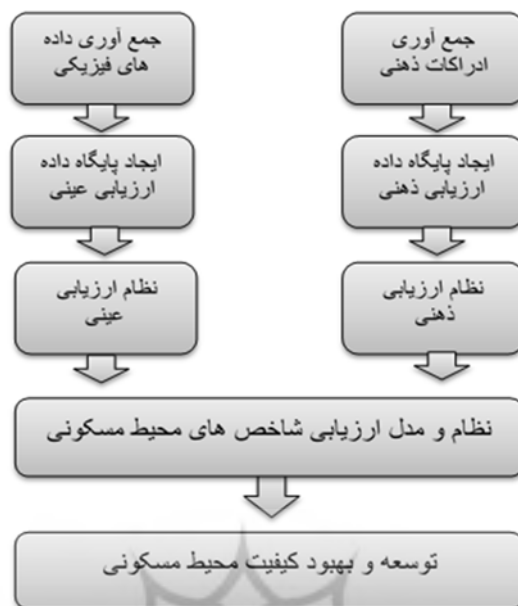 جمع آوری
ادراکات ذهنی
جمع آوری داده
های فیزیکی
ایجاد پایگاه داده
ارزیابی ذهنی
ایجاد پایگاه داده
ارزیابی عینی
نظام ارزیابی
ذهنی
نظام ارزیابی
عینی
نظام و مدل ارزیابی شاخص های محیط مسکونی
توسعه و بهبود کیفیت محیط مسکونی